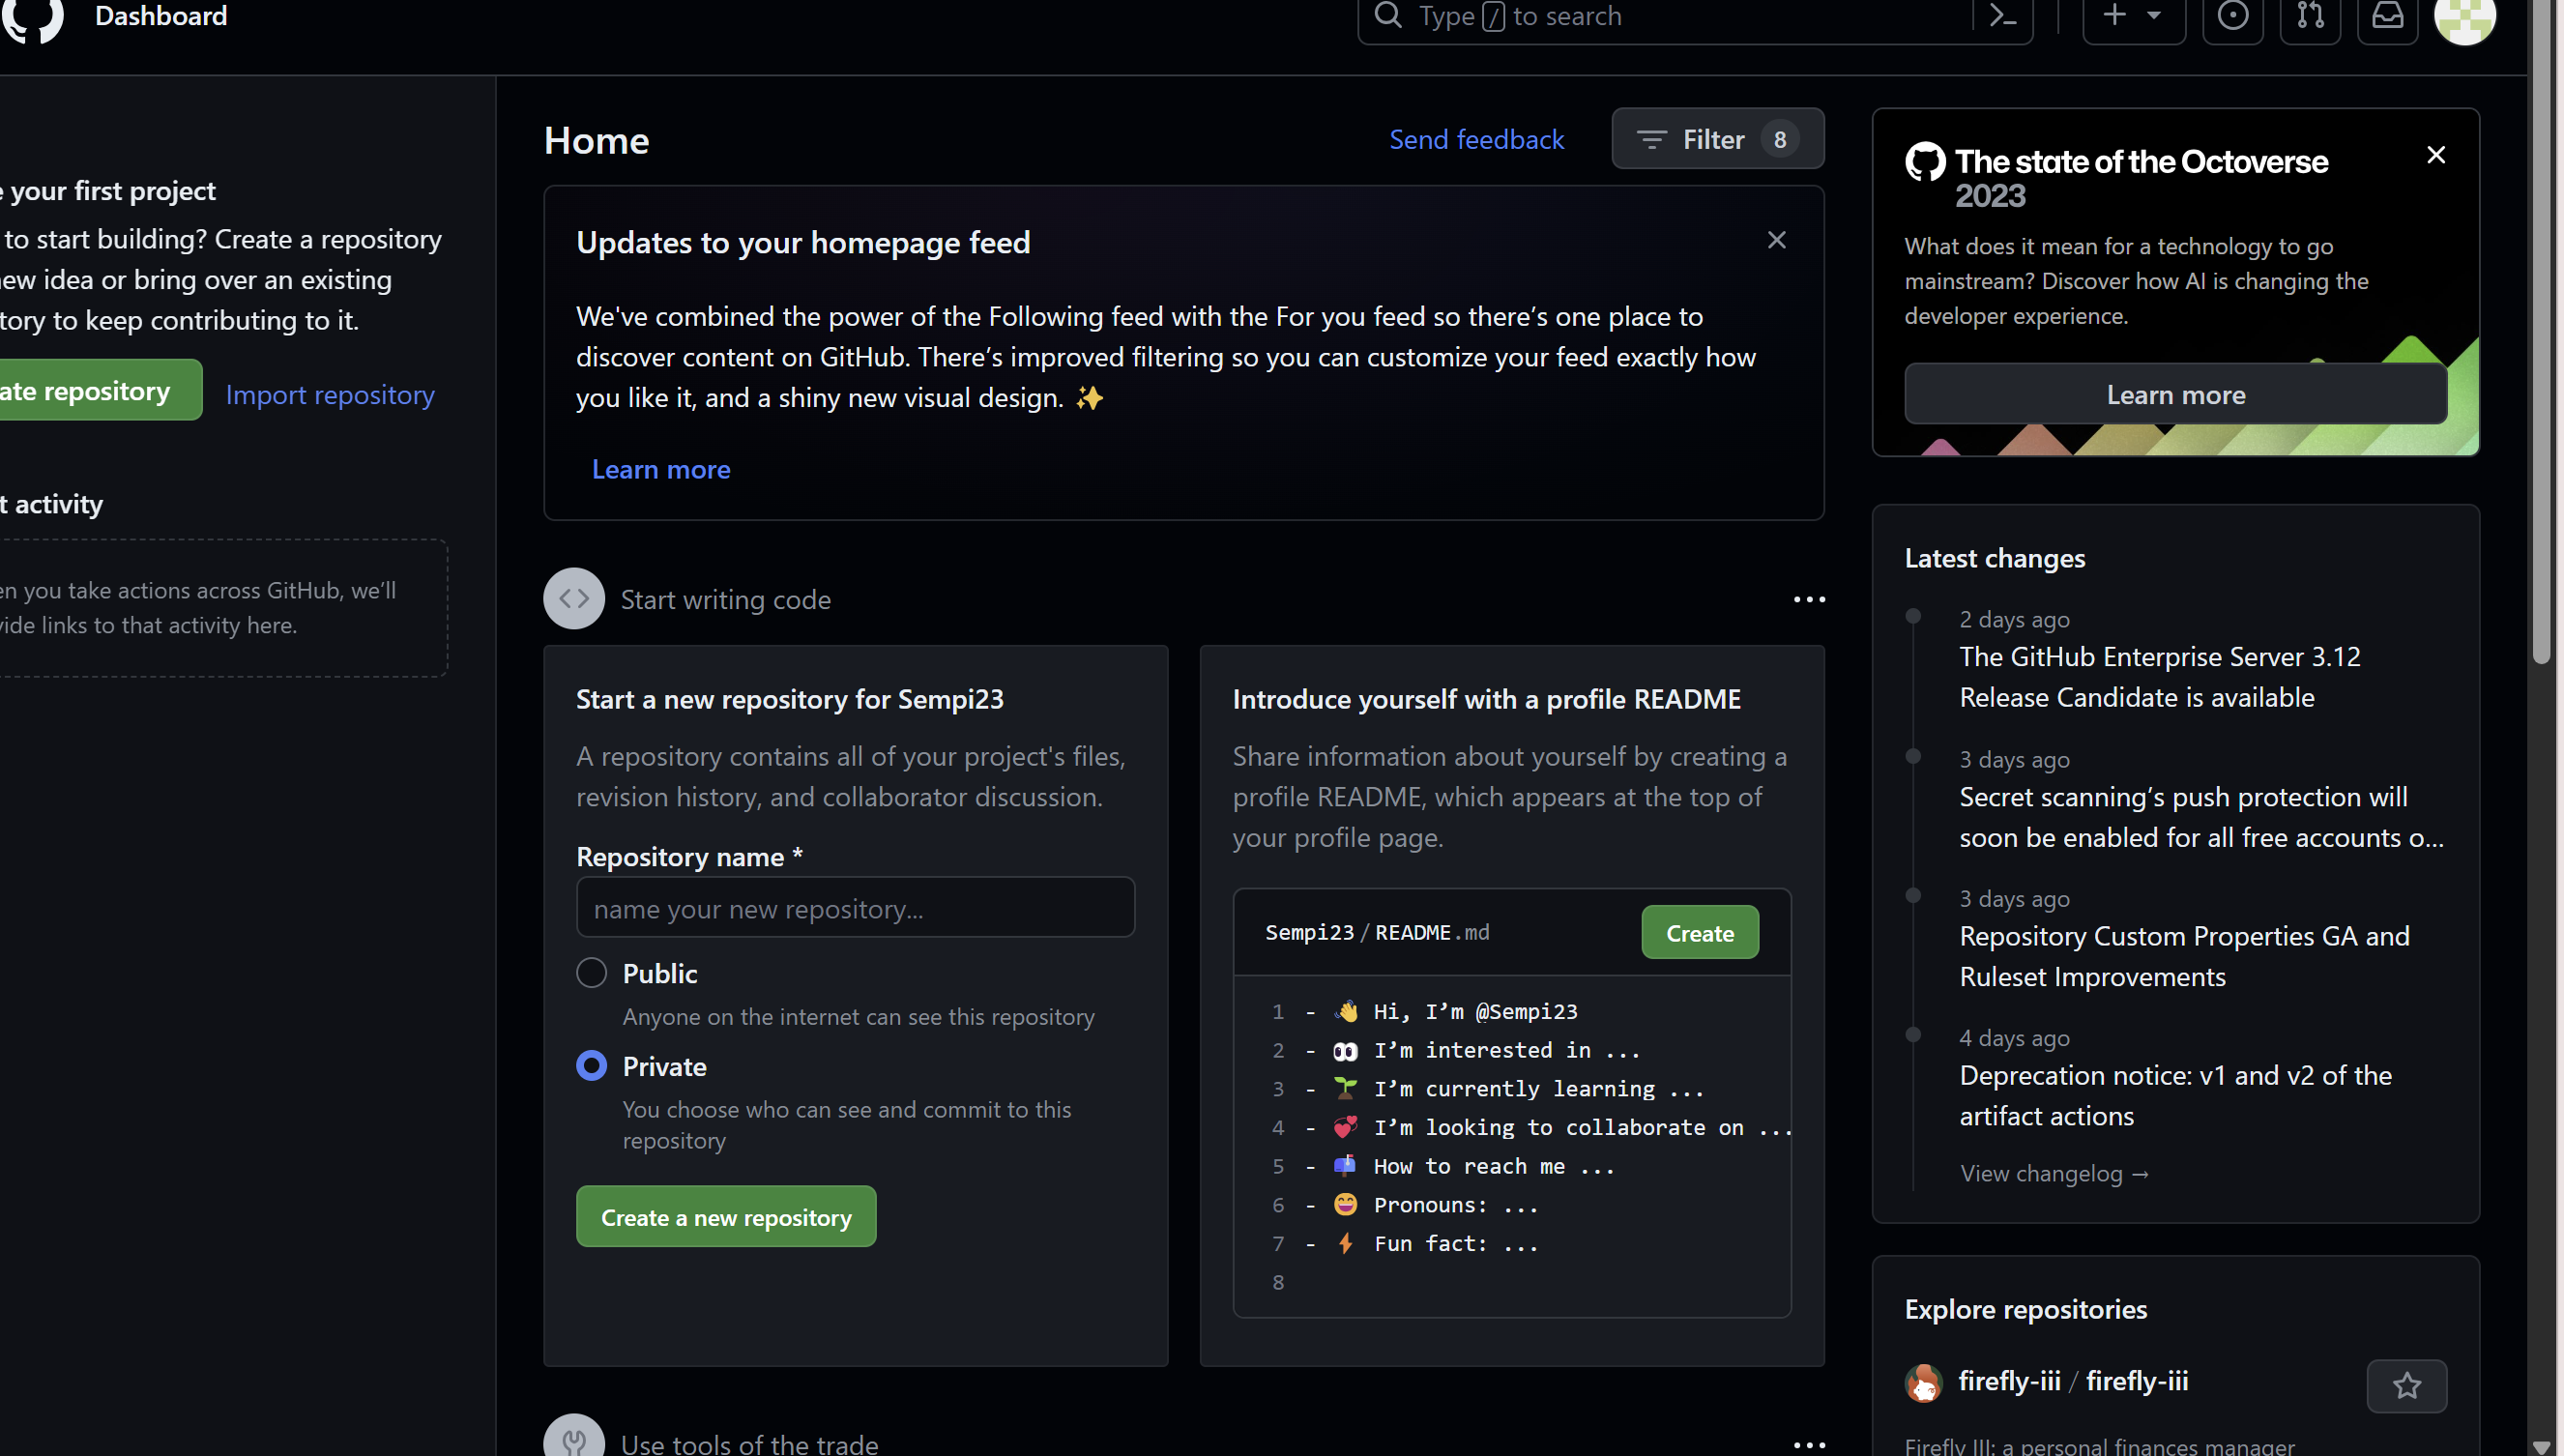 Dashboard
Type / to search
your first project
to start building? Create a repository
new idea or bring over an existing
tory to keep contributing to it.
ate repository
Import repository
t activity
en you take actions across GitHub, we’ll
vide links to that activity here.
Home
Send feedback
Filter 8
Updates to your homepage feed
We've combined the power of the Following feed with the For you feed so there’s one place to
discover content on GitHub. There’s improved filtering so you can customize your feed exactly how
you like it, and a shiny new visual design. ✨
Learn more
Start writing code
Start a new repository for Sempi23
A repository contains all of your project's files,
revision history, and collaborator discussion.
Repository name *
name your new repository...
Public
Anyone on the internet can see this repository
Private
You choose who can see and commit to this
repository
Create a new repository
Introduce yourself with a profile README
Share information about yourself by creating a
profile README, which appears at the top of
your profile page.
Sempi23 / README.md
Create
1 - 👋 Hi, I’m @Sempi23
2 - 👀 I’m interested in ...
3 - 🌱 I’m currently learning ...
4 - 💞️ I’m looking to collaborate on ...
5 - 📫 How to reach me ...
6 - 😄 Pronouns: ...
7 - ⚡ Fun fact: ...
8
Use tools of the trade
The state of the Octoverse
2023
What does it mean for a technology to go
mainstream? Discover how AI is changing the
developer experience.
Learn more
Latest changes
2 days ago
The GitHub Enterprise Server 3.12
Release Candidate is available
3 days ago
Secret scanning’s push protection will
soon be enabled for all free accounts o...
3 days ago
Repository Custom Properties GA and
Ruleset Improvements
4 days ago
Deprecation notice: v1 and v2 of the
artifact actions
View changelog →
Explore repositories
firefly-iii / firefly-iii
Firefly III: a personal finances manager